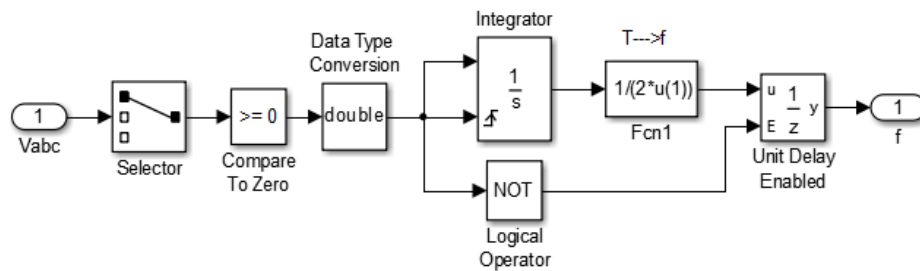 1
Vabc
Selector
>= 0
Compare
To Zero
Data Type
Conversion
double
Integrator
1
s
T--->f
1/(2*u(1))
Fcn1
NOT
Logical
Operator
u
E
1
z
y
Unit Delay
Enabled
1
f